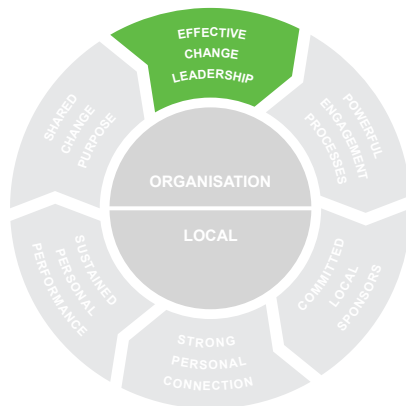 EFFECTIVE
CHANGE
LEADERSHIP
POWERFUL
ENGAGEMENT
PROCESSES
COMMITTED
LOCAL
SPONSORS
STRONG
PERSONAL
CONNECTION
SUSTAINED
PERSONAL
PERFORMANCE
SHARED
CHANGE
PURPOSE
ORGANISATION
LOCAL